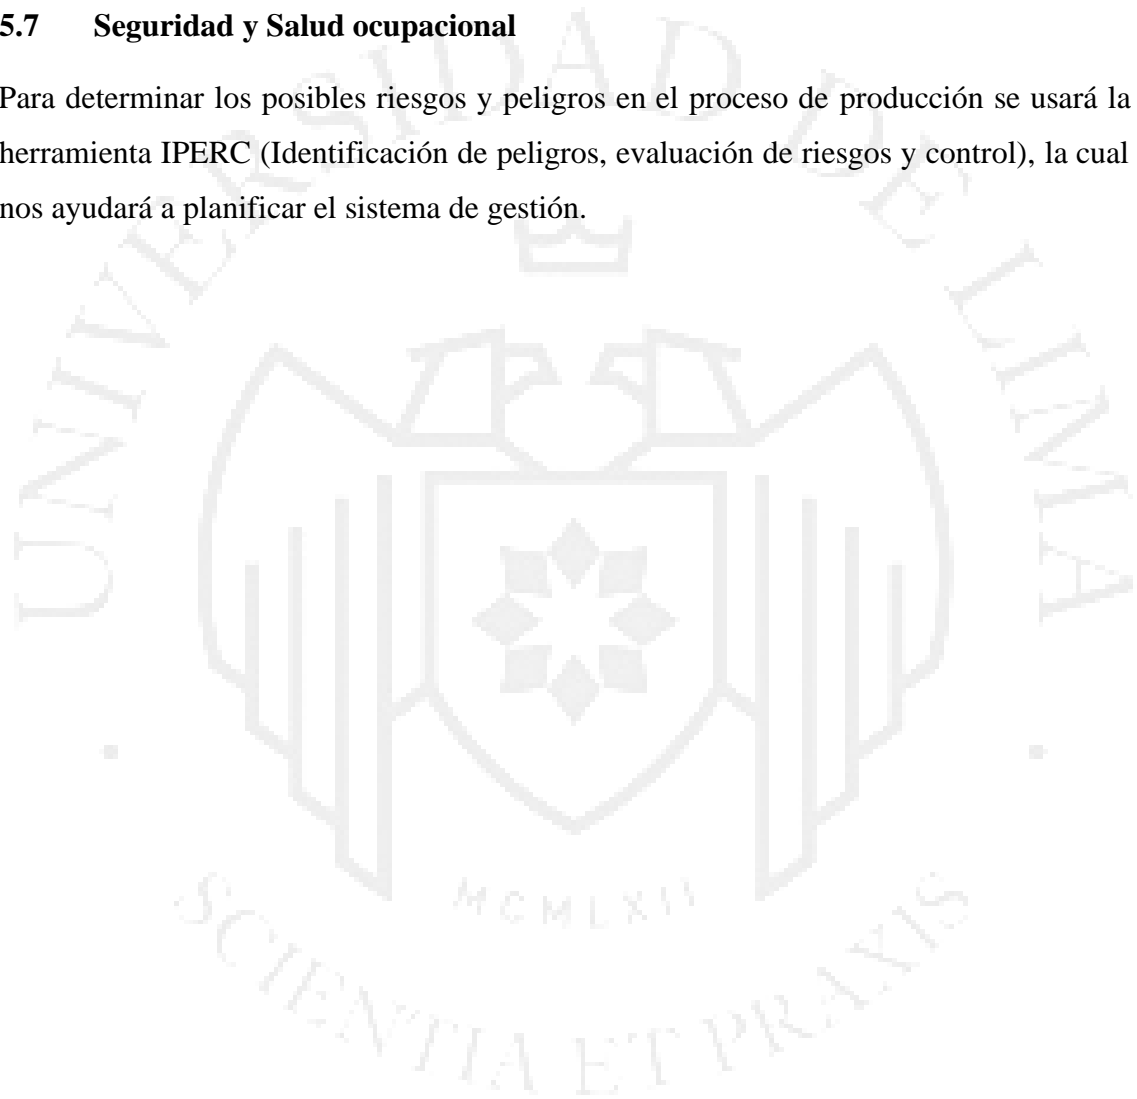 5.7 Seguridad y Salud ocupacional
Para determinar los posibles riesgos y peligros en el proceso de producción se usará la
herramienta IPERC (Identificación de peligros, evaluación de riesgos y control), la cual
nos ayudará a planificar el sistema de gestión.
UNIVERSIDAD DE LIMA
MCMLXII
SCIENTIA ET PRAXIS